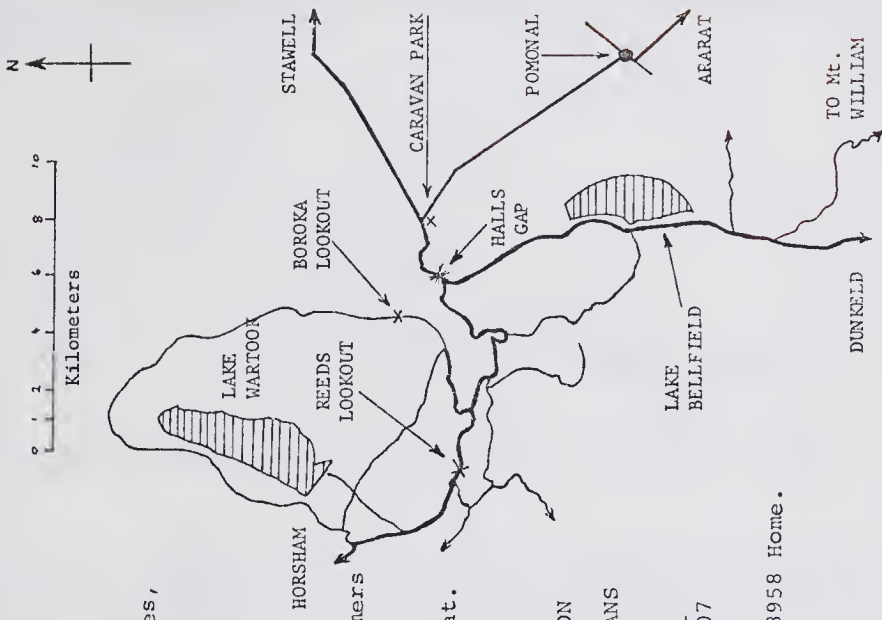 N
0 1 2 4 6 8 10
Kilometers
STAWELL
BOROKA
LOOKOUT
CARAVAN PARK
LAKE
WARTOOK
REEDS
LOOKOUT
POMONAL
HALLS
GAP
ARARAT
HORSHAM
TO Mt.
WILLIAM
LAKE
BELLFIELD
DUNKELD
es,
ners
at.
ON
ANS
07
Home.